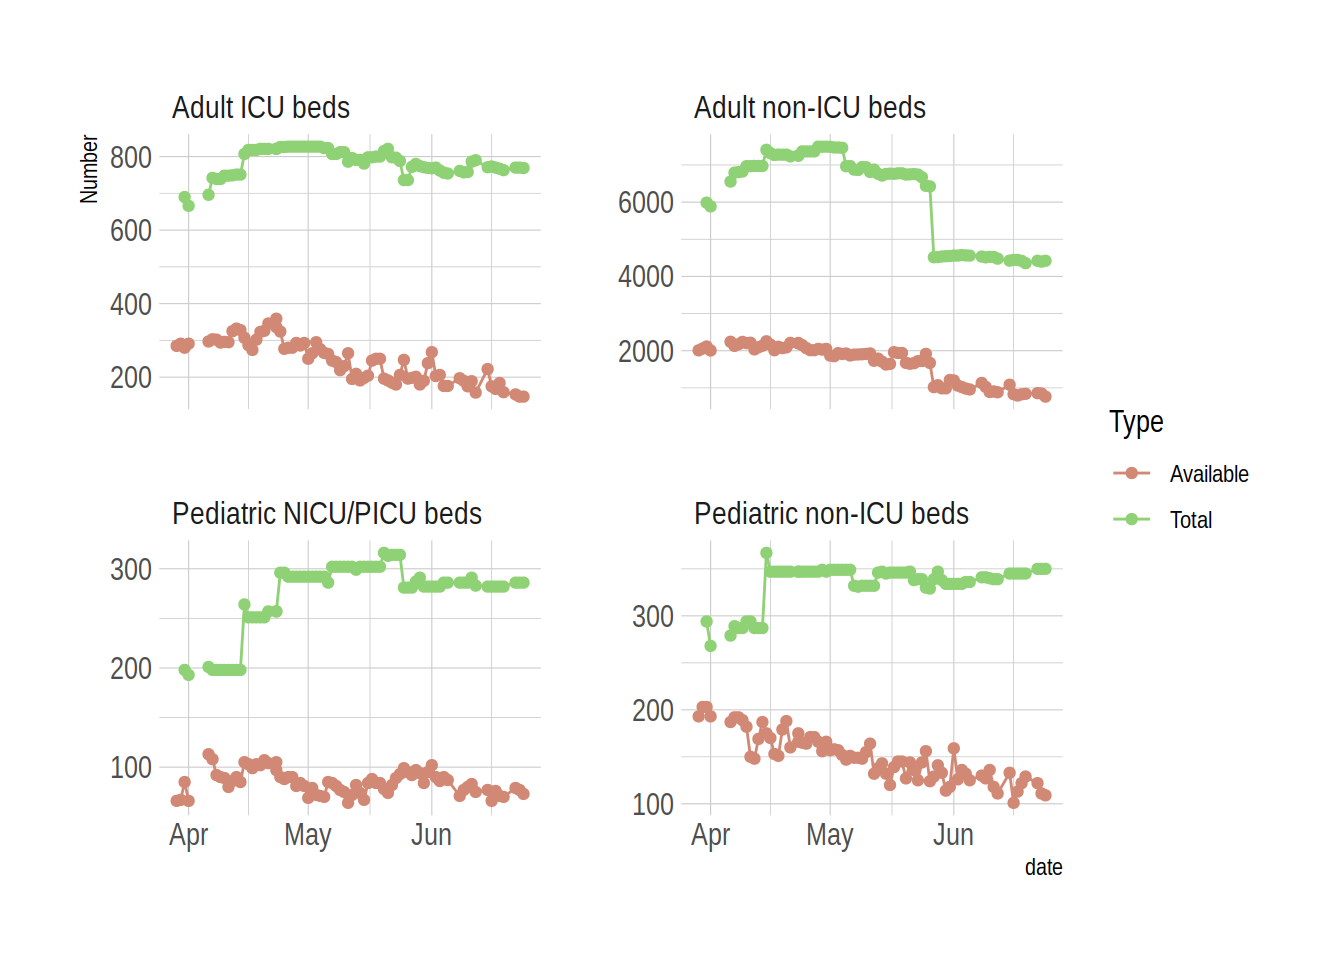 Adult ICU beds
Adult non-ICU beds
Number
800
600
400
200
6000
4000
2000
Type
Available
Total
Pediatric NICU/PICU beds
Pediatric non-ICU beds
300
200
100
300
200
100
Apr May Jun
Apr May Jun
date